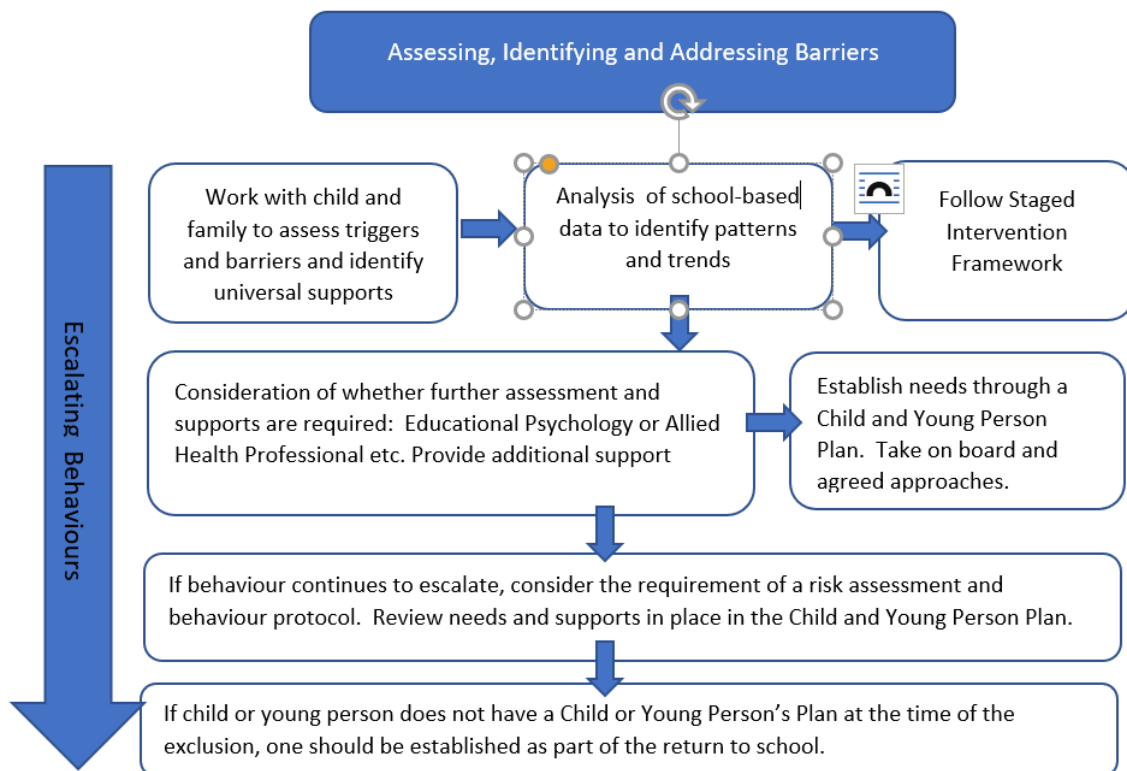 Assessing, Identifying and Addressing Barriers
Work with child and
family to assess triggers
and barriers and identify
universal supports
Analysis  of school-based
data to identify patterns
and trends
Follow Staged
Intervention
Framework
Escalating  Behaviours
Consideration of whether further assessment and
supports are required:  Educational Psychology or Allied
Health Professional etc. Provide additional support
Establish needs through a
Child and Young Person
Plan.  Take on board and
agreed approaches.
If behaviour continues to escalate, consider the requirement of a risk assessment and
behaviour protocol.  Review needs and supports in place in the Child and Young Person Plan.
If child or young person does not have a Child or Young Person’s Plan at the time of the
exclusion, one should be established as part of the return to school.